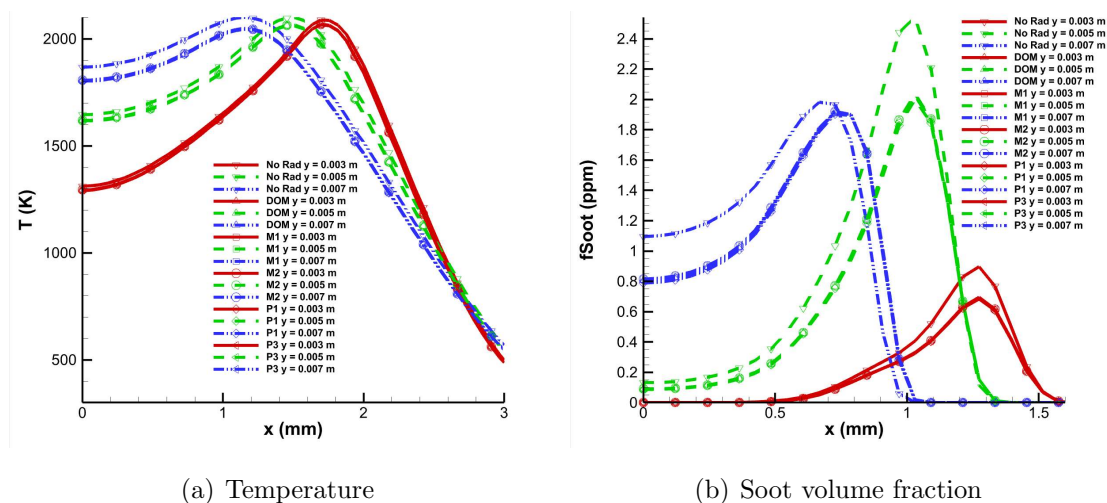 2000
1500
1000
500
T (K)
No Rad y = 0.003 m
No Rad y = 0.005 m
No Rad y = 0.007 m
DOM y = 0.003 m
DOM y = 0.005 m
DOM y = 0.007 m
M1 y = 0.003 m
M1 y = 0.005 m
M1 y = 0.007 m
M2 y = 0.003 m
M2 y = 0.005 m
M2 y = 0.007 m
P1 y = 0.003 m
P1 y = 0.005 m
P1 y = 0.007 m
P3 y = 0.003 m
P3 y = 0.005 m
P3 y = 0.007 m
0 1 2 3
x (mm)
(a) Temperature
2.4
2.2
2
1.8
1.6
1.4
1.2
1
0.8
0.6
0.4
0.2
0
fSoot (ppm)
No Rad y = 0.003 m
No Rad y = 0.005 m
No Rad y = 0.007 m
DOM y = 0.003 m
DOM y = 0.005 m
DOM y = 0.007 m
M1 y = 0.003 m
M1 y = 0.005 m
M1 y = 0.007 m
M2 y = 0.003 m
M2 y = 0.005 m
M2 y = 0.007 m
P1 y = 0.003 m
P1 y = 0.005 m
P1 y = 0.007 m
P3 y = 0.003 m
P3 y = 0.005 m
P3 y = 0.007 m
0 0.5 1 1.5
x (mm)
(b) Soot volume fraction